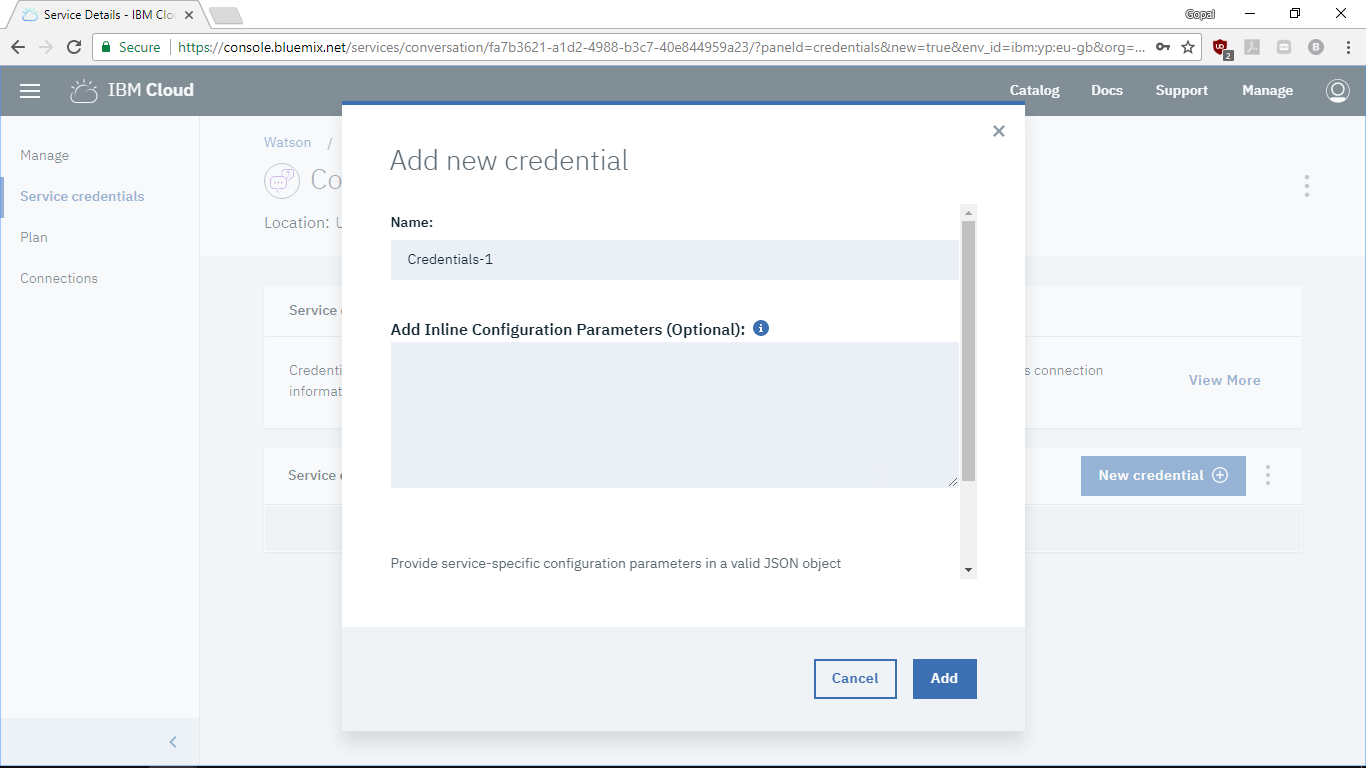 Service Details - IBM Clo
Gopal
Secure
https://console.bluemix.net/services/conversation/fa7b3621-a1d2-4988-b3c7-40e844959a23/?paneId=credentials&new=true&env_id=ibm:yp:eu-gb&org=...
2
B
IBM Cloud
Catalog
Docs
Support
Manage
Manage
Service credentials
Plan
Connections
Watson /
Co
Location: U
Add new credential
Name:
Credentials-1
Add Inline Configuration Parameters (Optional):
Provide service-specific configuration parameters in a valid JSON object
Cancel
Add
Service
Credenti
informat
s connection
View More
Service
New credential